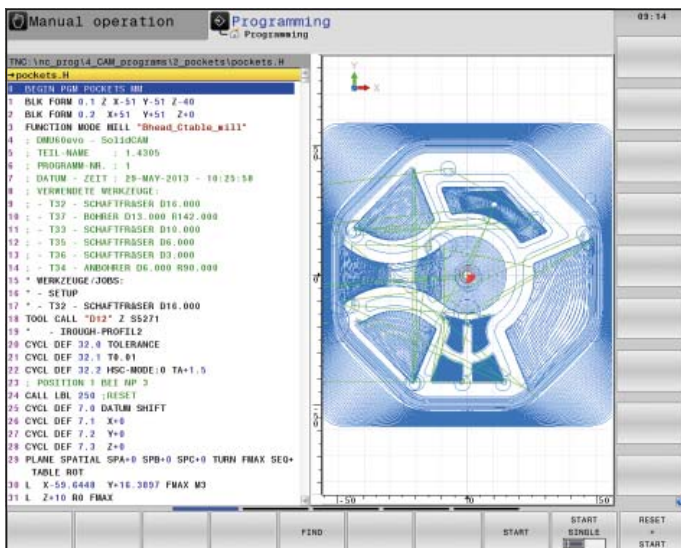 Manual operation
Programming
Programming
09:14
TNC:\nc_prog\4_CAM_programs\2_pockets\pockets.H
→pockets.H
0 BEGIN PGM POCKETS MM
1 BLK FORM 0.1 Z X-51 Y-51 Z-40
2 BLK FORM 0.2 X+51 Y+51 Z+0
3 FUNCTION MODE MILL "Bhead_Ctable_mill"
4 ; DMU60evo - SolidCAM
5 ; TEIL-NAME : 1.4305
6 ; PROGRAMM-NR. : 1
7 ; DATUM - ZEIT : 29-MAY-2013 - 10:25:58
8 ; VERWENDETE WERKZEUGE:
9 ; - T32 - SCHAFTFRASER D16.000
10 ; - T37 - BOHRER D13.000 R142.000
11 ; - T33 - SCHAFTFRASER D10.000
12 ; - T35 - SCHAFTFRASER D6.000
13 ; - T36 - SCHAFTFRASER D3.000
14 ; - T34 - ANBOHRER D6.000 R90.000
15 * WERKZEUGE/JOBS:
16 * - SETUP
17 * - T32 - SCHAFTFRASER D16.000
18 TOOL CALL "D12" Z S5271
19 * - IROUGH-PROFIL2
20 CYCL DEF 32.0 TOLERANCE
21 CYCL DEF 32.1 T0.01
22 CYCL DEF 32.2 HSC-MODE:0 TA+1.5
23 ; POSITION 1 BEI NP 3
24 CALL LBL 250 ;RESET
25 CYCL DEF 7.0 DATUM SHIFT
26 CYCL DEF 7.1 X+0
27 CYCL DEF 7.2 Y+0
28 CYCL DEF 7.3 Z+0
29 PLANE SPATIAL SPA+0 SPB+0 SPC+0 TURN FMAX SEQ+
TABLE ROT
30 L X-59.6448 Y+16.3897 FMAX M3
31 L Z+10 R0 FMAX
Y
X
-50
0
50
FIND
START
START
SINGLE
RESET
+
START